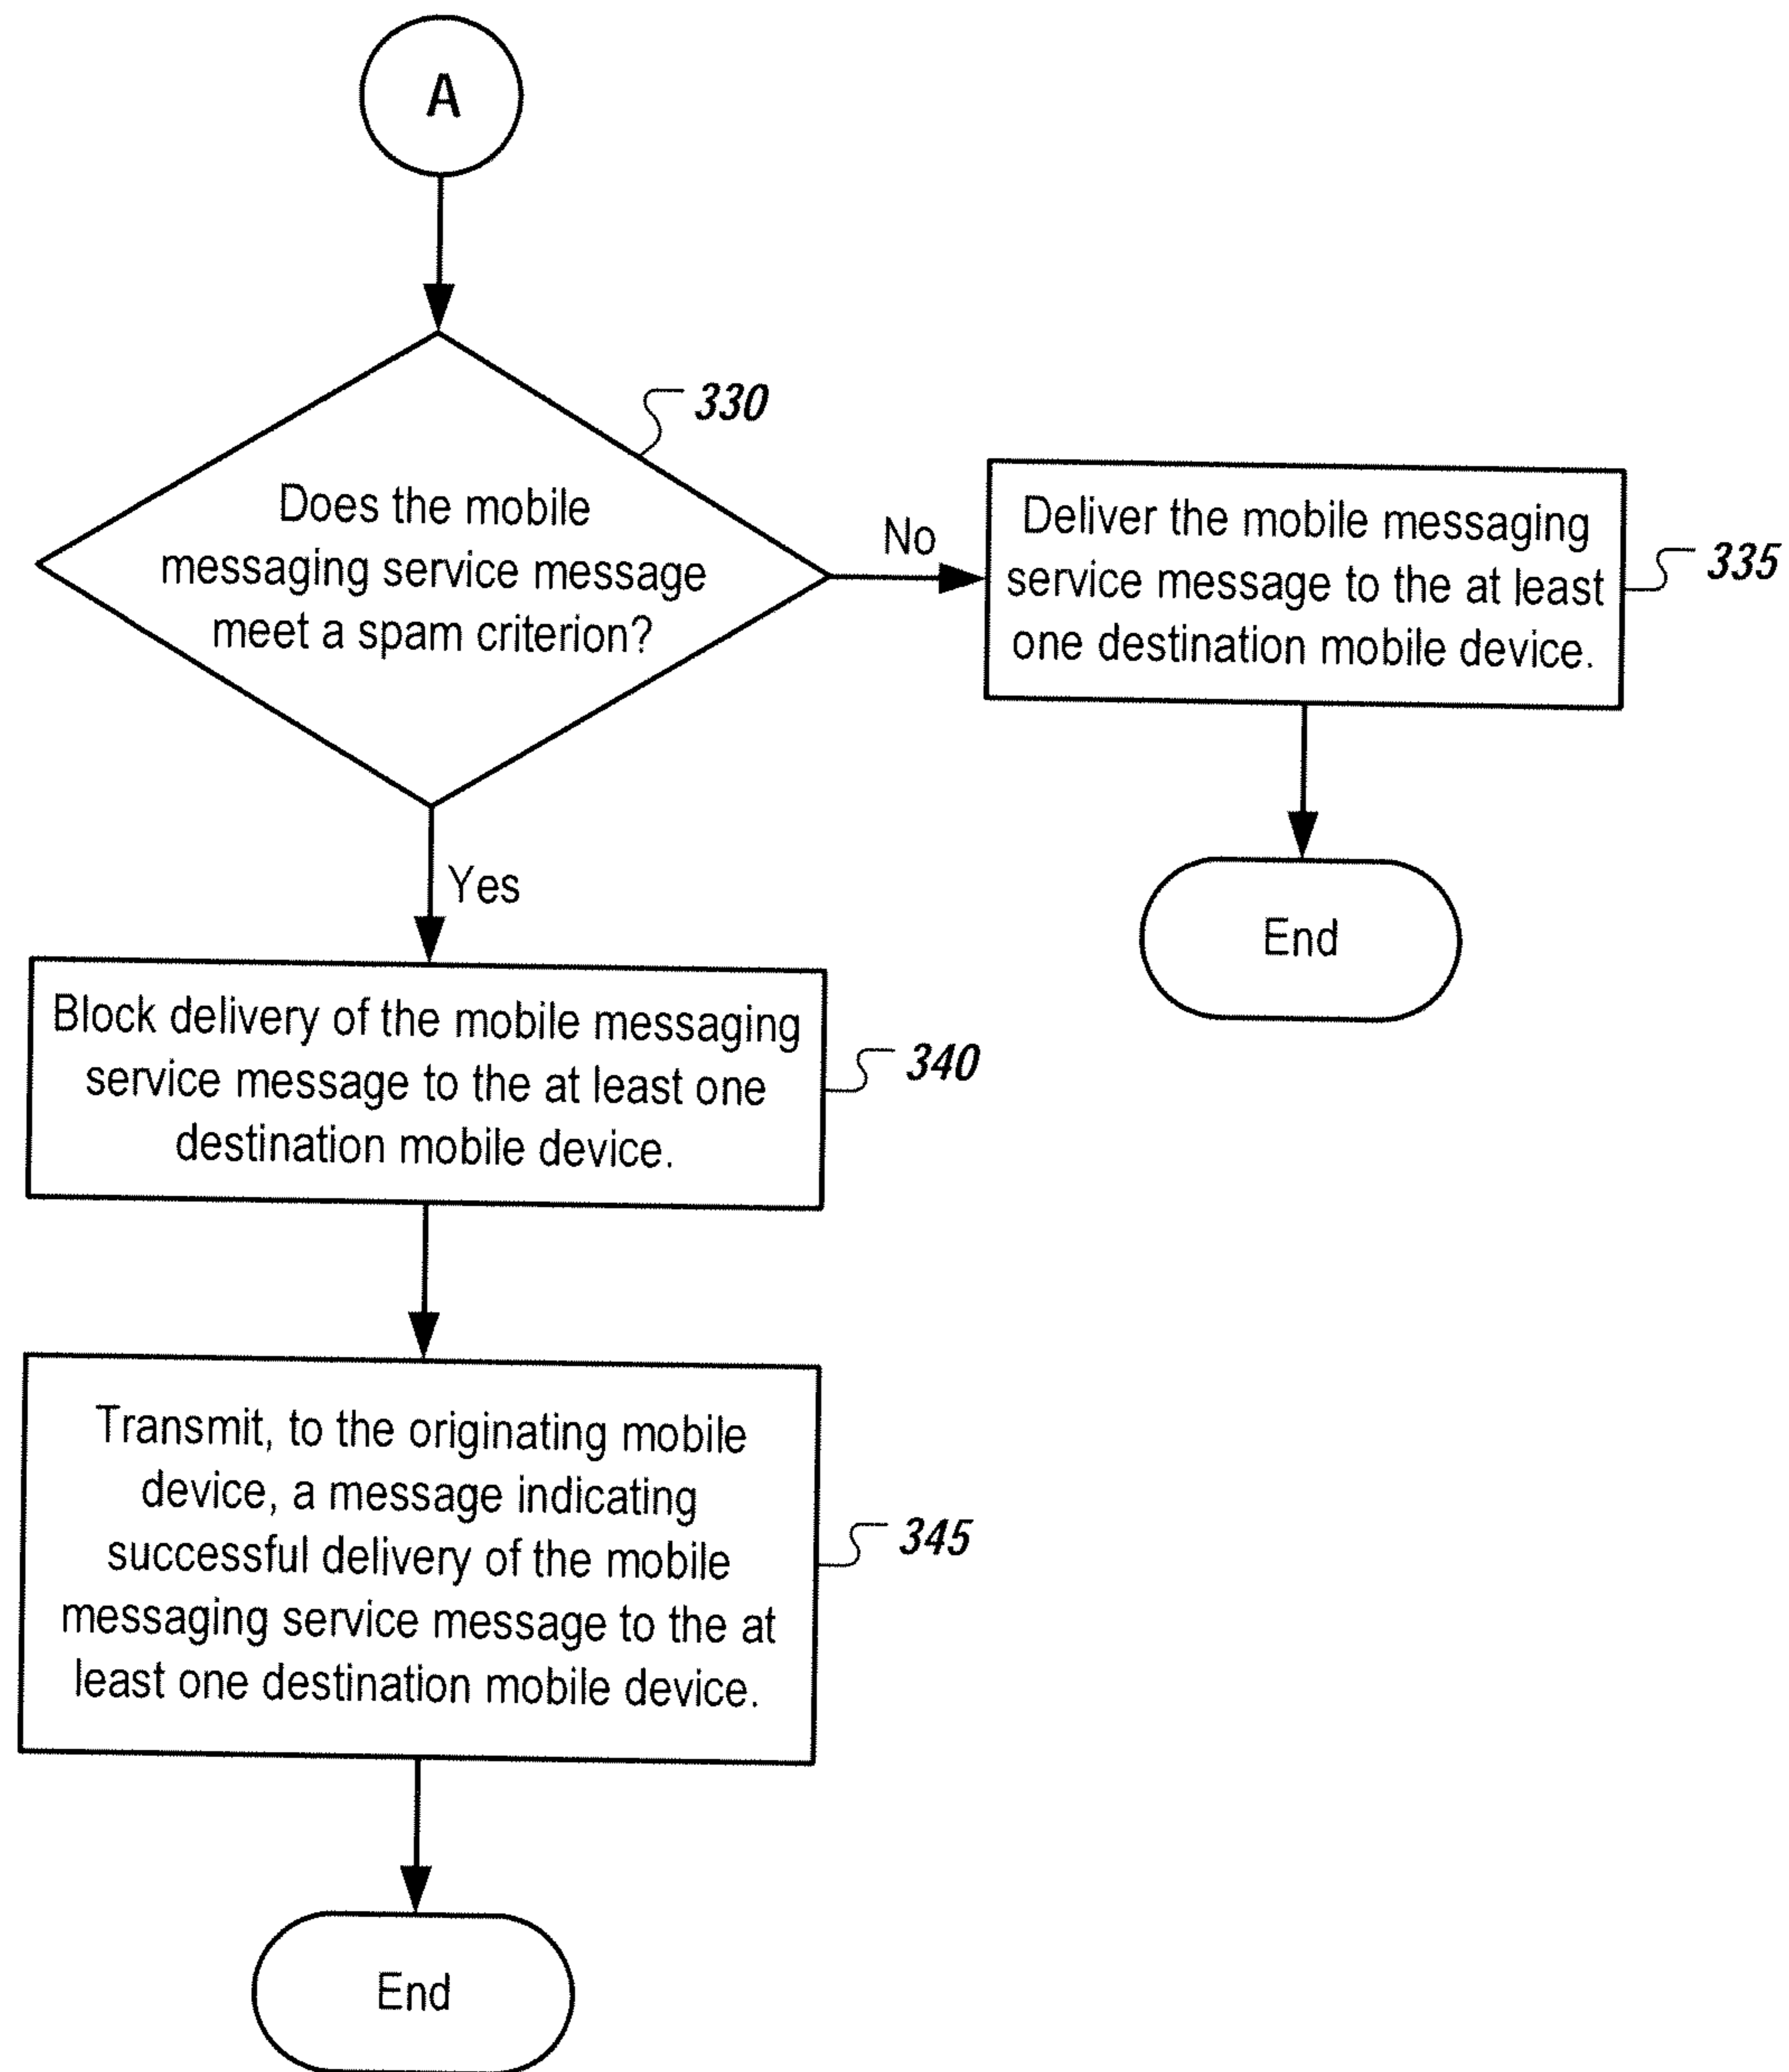 A
330
Does the mobile
messaging service message
meet a spam criterion?
No
Deliver the mobile messaging
service message to the at least
one destination mobile device.
335
End
Yes
Block delivery of the mobile messaging
service message to the at least one
destination mobile device.
340
Transmit, to the originating mobile
device, a message indicating
successful delivery of the mobile
messaging service message to the at
least one destination mobile device.
345
End